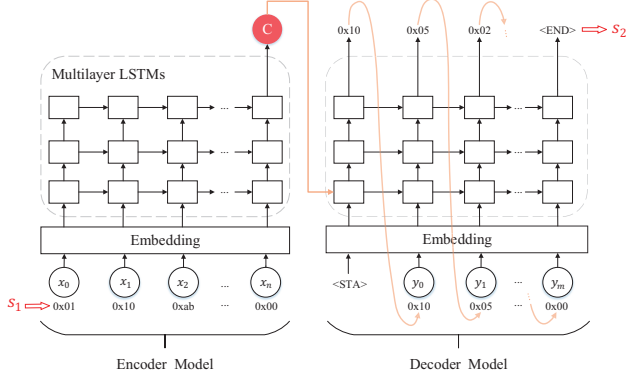 C
0x10 0x05 0x02 <END> S₂
Multilayer LSTMs
... ...
... ...
... ...
Embedding Embedding
x₀ x₁ x₂ ... xₙ <STA> y₀ y₁ ... yₘ
S₁ 0x01 0x10 0xab ... 0x00 0x10 0x05 ... 0x00
Encoder Model Decoder Model